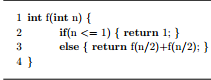 1 int f(int n) {
2 if(n <= 1) { return 1; }
3 else { return f(n/2)+f(n/2); }
4 }